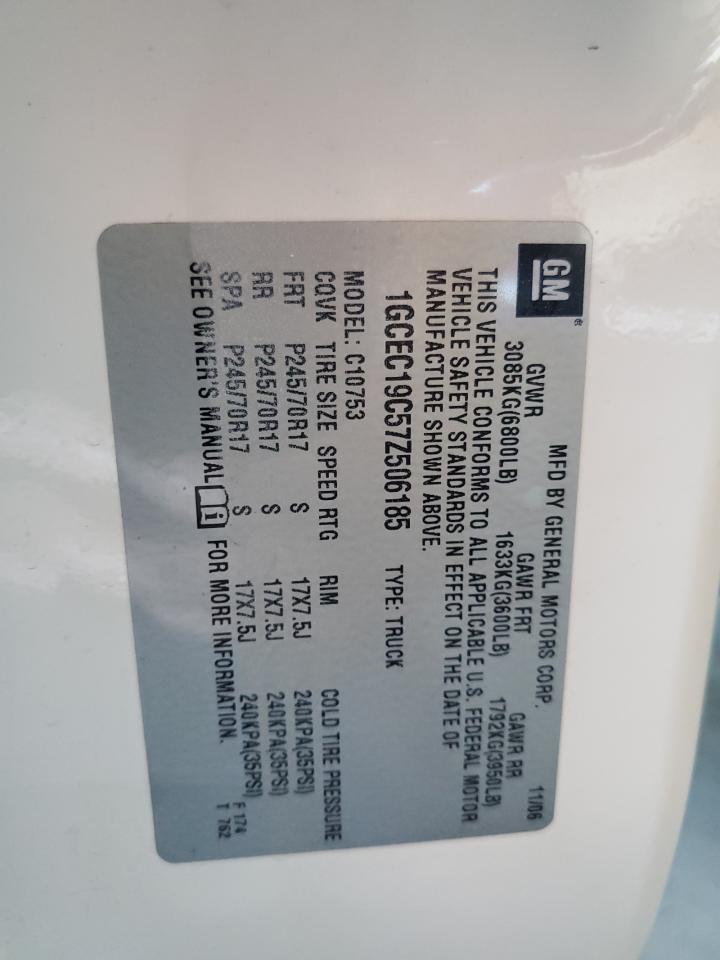 GM ®
MFD BY GENERAL MOTORS CORP. 11/06
GVWR GAWR FRT GAWR RR
3085KG(6800LB) 1633KG(3600LB) 1792KG(3950LB)
THIS VEHICLE CONFORMS TO ALL APPLICABLE U.S. FEDERAL MOTOR
VEHICLE SAFETY STANDARDS IN EFFECT ON THE DATE OF
MANUFACTURE SHOWN ABOVE.
1GCEC19C57Z506185 TYPE: TRUCK
MODEL: C10753
CQVK TIRE SIZE SPEED RTG RIM COLD TIRE PRESSURE
FRT P245/70R17 S 17X7.5J 240KPA(35PSI)
RR P245/70R17 S 17X7.5J 240KPA(35PSI)
SPA P245/70R17 S 17X7.5J 240KPA(35PSI)
SEE OWNER'S MANUAL i FOR MORE INFORMATION.
F 174
T 762